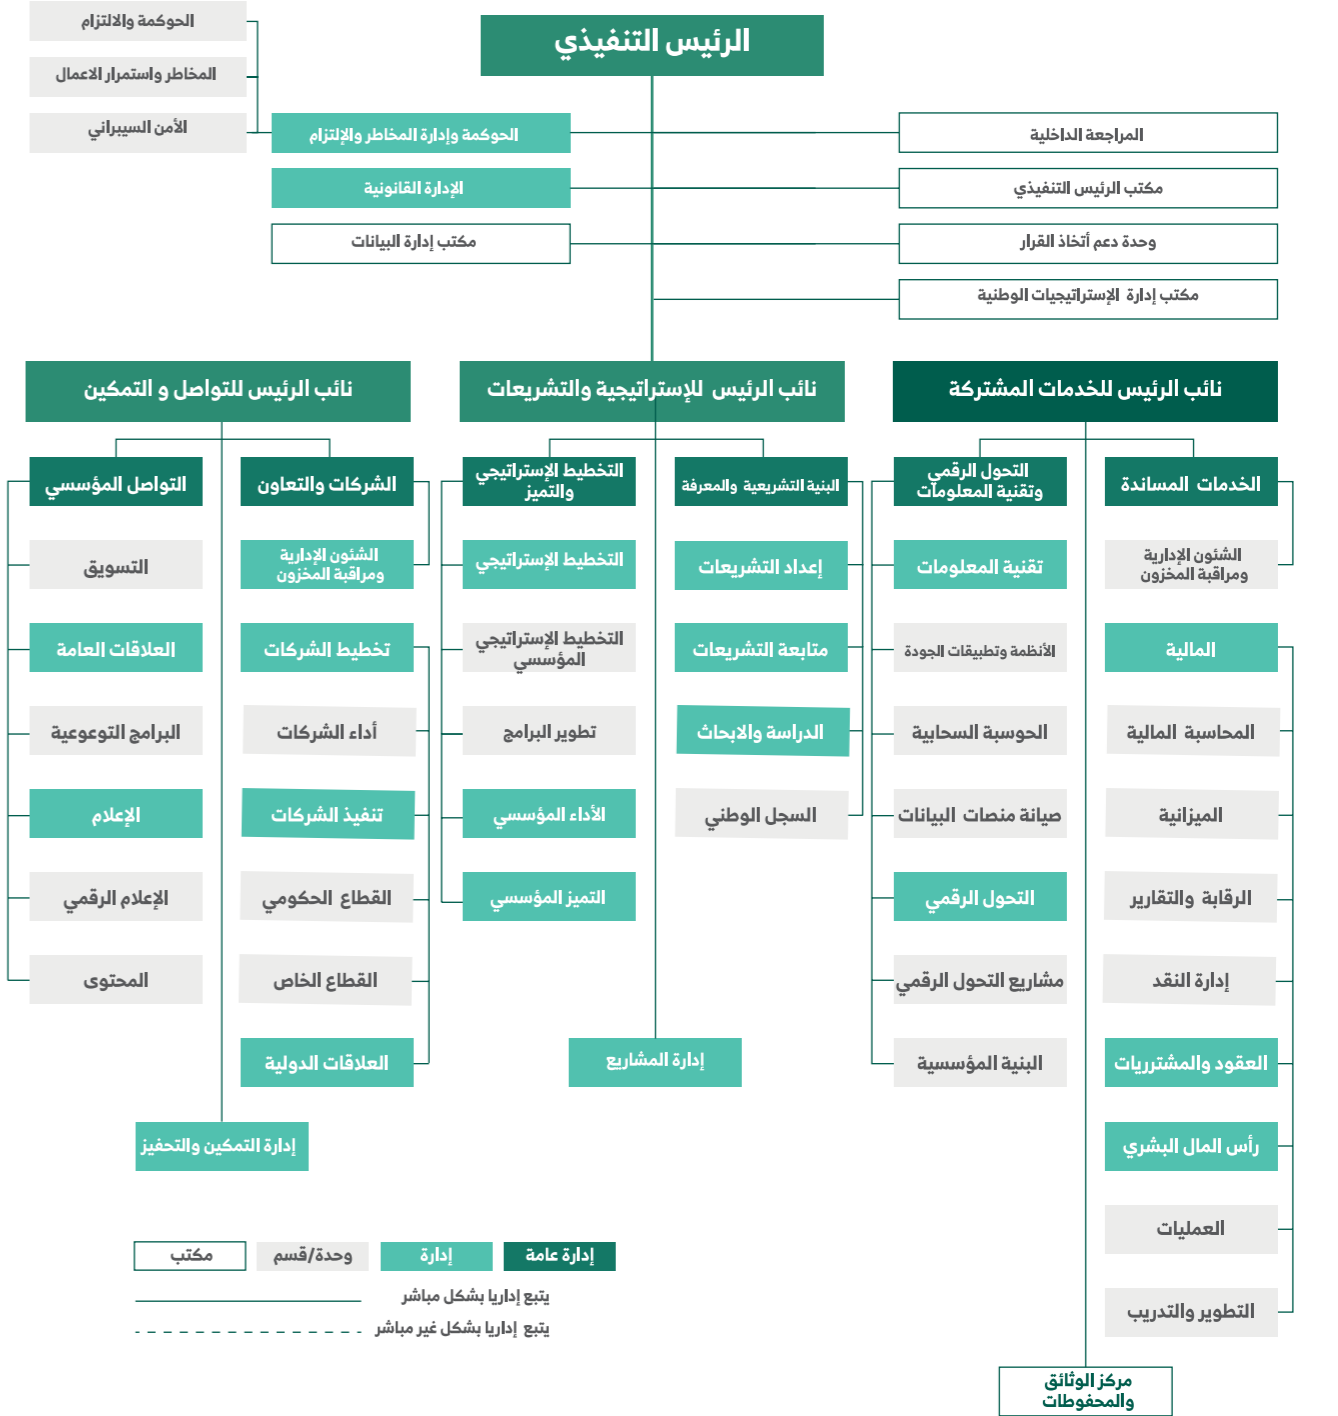 الرئيس التنفيذي
الحوكمة والالتزام
المخاطر واستمرار الاعمال
الأمن السيبراني
الحوكمة وإدارة المخاطر والإلتزام
الإدارة القانونية
مكتب إدارة البيانات
المراجعة الداخلية
مكتب الرئيس التنفيذي
وحدة دعم أتخاذ القرار
مكتب إدارة الإستراتيجيات الوطنية
نائب الرئيس للخدمات المشتركة
الخدمات المساندة
الشئون الإدارية
ومراقبة المخزون
المالية
المحاسبة المالية
الميزانية
الرقابة والتقارير
إدارة النقد
العقود والمشترريات
رأس المال البشري
العمليات
التطوير والتدريب
التحول الرقمي
وتقنية المعلومات
تقنية المعلومات
الأنظمة وتطبيقات الجودة
الحوسبة السحابية
صيانة منصات البيانات
التحول الرقمي
مشاريع التحول الرقمي
البنية المؤسسية
مركز الوثائق
والمحفوطات
نائب الرئيس للإستراتيجية والتشريعات
البنية التشريعية والمعرفة
إعداد التشريعات
متابعة التشريعات
الدراسة والابحاث
السجل الوطني
التخطيط الإستراتيجي
والتميز
التخطيط الإستراتيجي
التخطيط الإستراتيجي
المؤسسي
تطوير البرامج
الأداء المؤسسي
التميز المؤسسي
إدارة المشاريع
نائب الرئيس للتواصل و التمكين
الشركات والتعاون
الشئون الإدارية
ومراقبة المخزون
تخطيط الشركات
أداء الشركات
تنفيذ الشركات
القطاع الحكومي
القطاع الخاص
العلاقات الدولية
التواصل المؤسسي
التسويق
العلاقات العامة
البرامج التوعوعية
الإعلام
الإعلام الرقمي
المحتوى
إدارة التمكين والتحفيز
إدارة عامة
إدارة
وحدة/قسم
مكتب
يتبع إداريا بشكل مباشر
يتبع إداريا بشكل غير مباشر